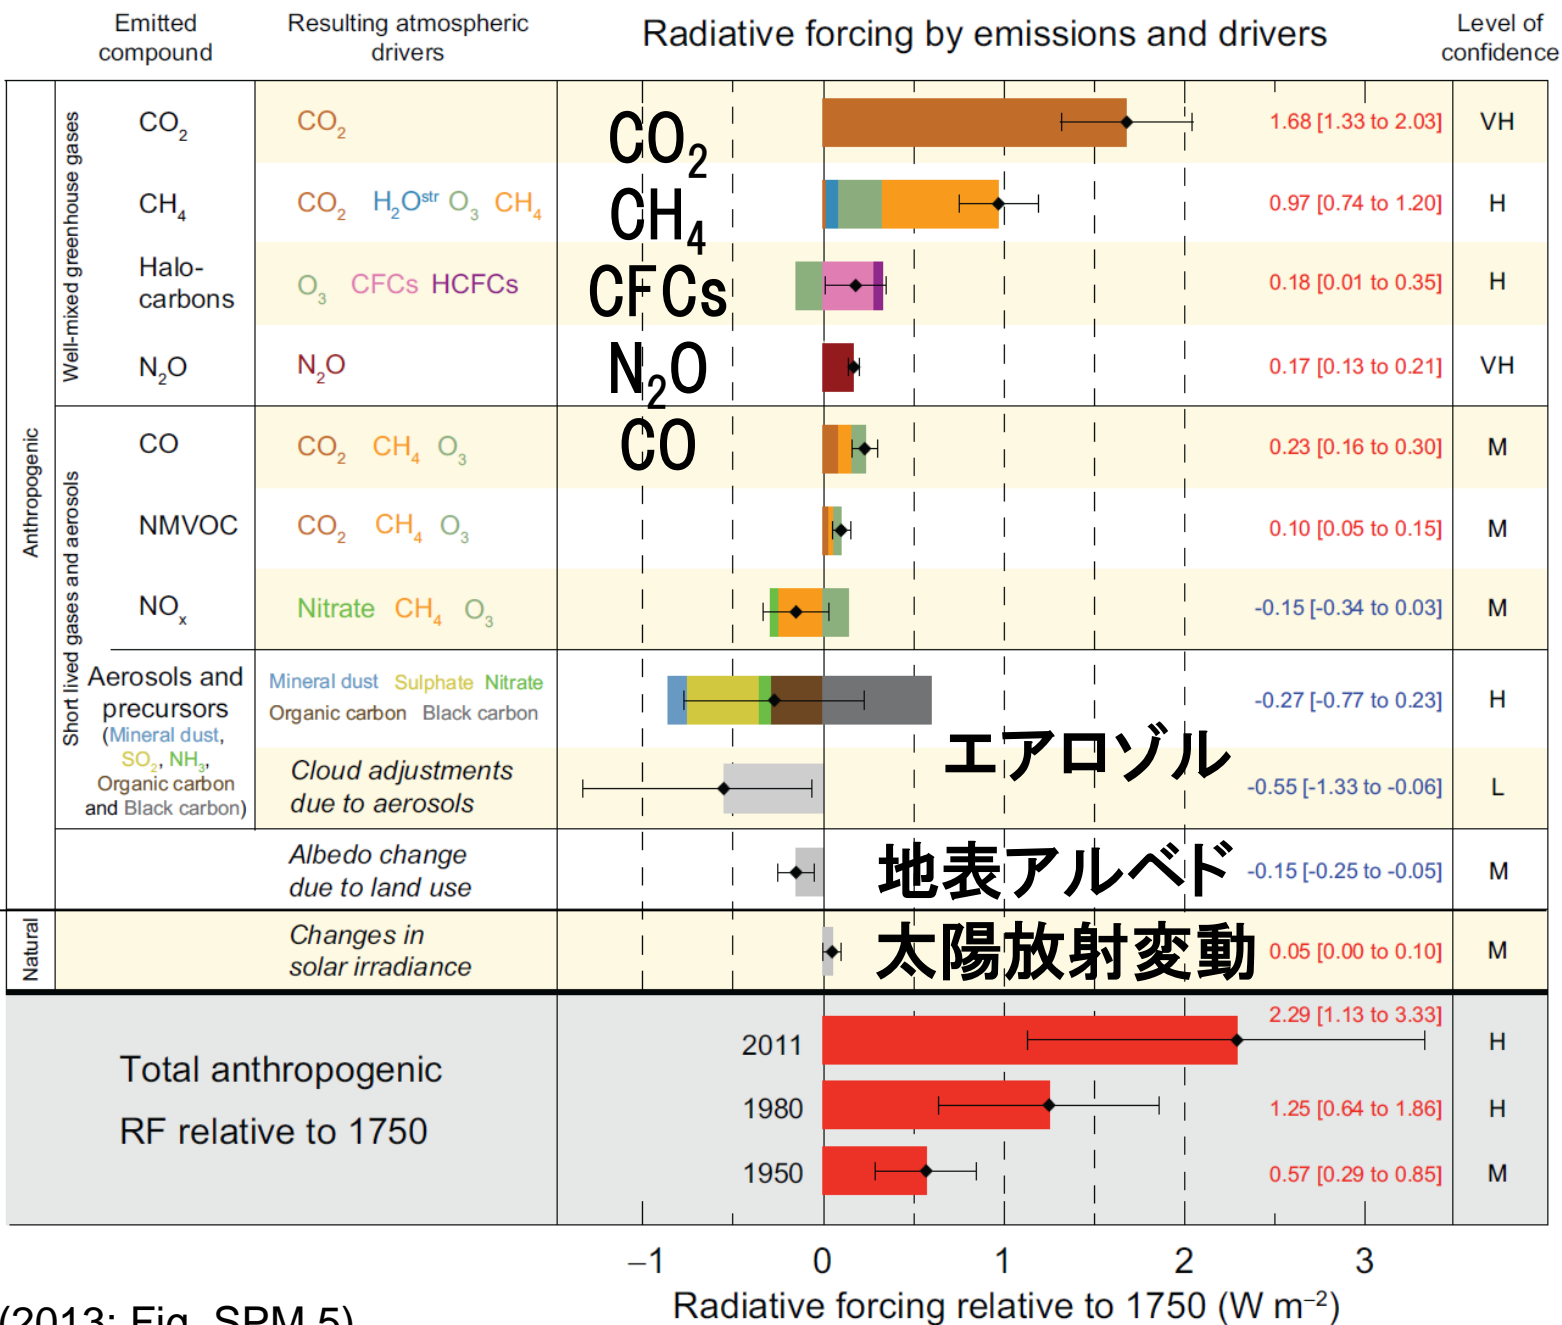 Emitted
compound
Resulting atmospheric
drivers
Radiative forcing by emissions and drivers
Level of
confidence
Anthropogenic
Well-mixed greenhouse gases
CO₂
CO₂
CO₂
1.68 [1.33 to 2.03]
VH
CH₄
CO₂ H₂Oˢᵗʳ O₃ CH₄
CH₄
0.97 [0.74 to 1.20]
H
Halo-
carbons
O₃ CFCs HCFCs
CFCs
0.18 [0.01 to 0.35]
H
N₂O
N₂O
N₂O
0.17 [0.13 to 0.21]
VH
Short lived gases and aerosols
CO
CO₂ CH₄ O₃
CO
0.23 [0.16 to 0.30]
M
NMVOC
CO₂ CH₄ O₃
0.10 [0.05 to 0.15]
M
NOₓ
Nitrate CH₄ O₃
-0.15 [-0.34 to 0.03]
M
Aerosols and
precursors
(Mineral dust,
SO₂, NH₃,
Organic carbon
and Black carbon)
Mineral dust Sulphate Nitrate
Organic carbon Black carbon
-0.27 [-0.77 to 0.23]
H
エアロゾル
Cloud adjustments
due to aerosols
-0.55 [-1.33 to -0.06]
L
Albedo change
due to land use
地表アルベド
-0.15 [-0.25 to -0.05]
M
Natural
Changes in
solar irradiance
太陽放射変動
0.05 [0.00 to 0.10]
M
Total anthropogenic
RF relative to 1750
2011
2.29 [1.13 to 3.33]
H
1980
1.25 [0.64 to 1.86]
H
1950
0.57 [0.29 to 0.85]
M
−1 0 1 2 3
Radiative forcing relative to 1750 (W m⁻²)
(2013: Fig. SPM.5)